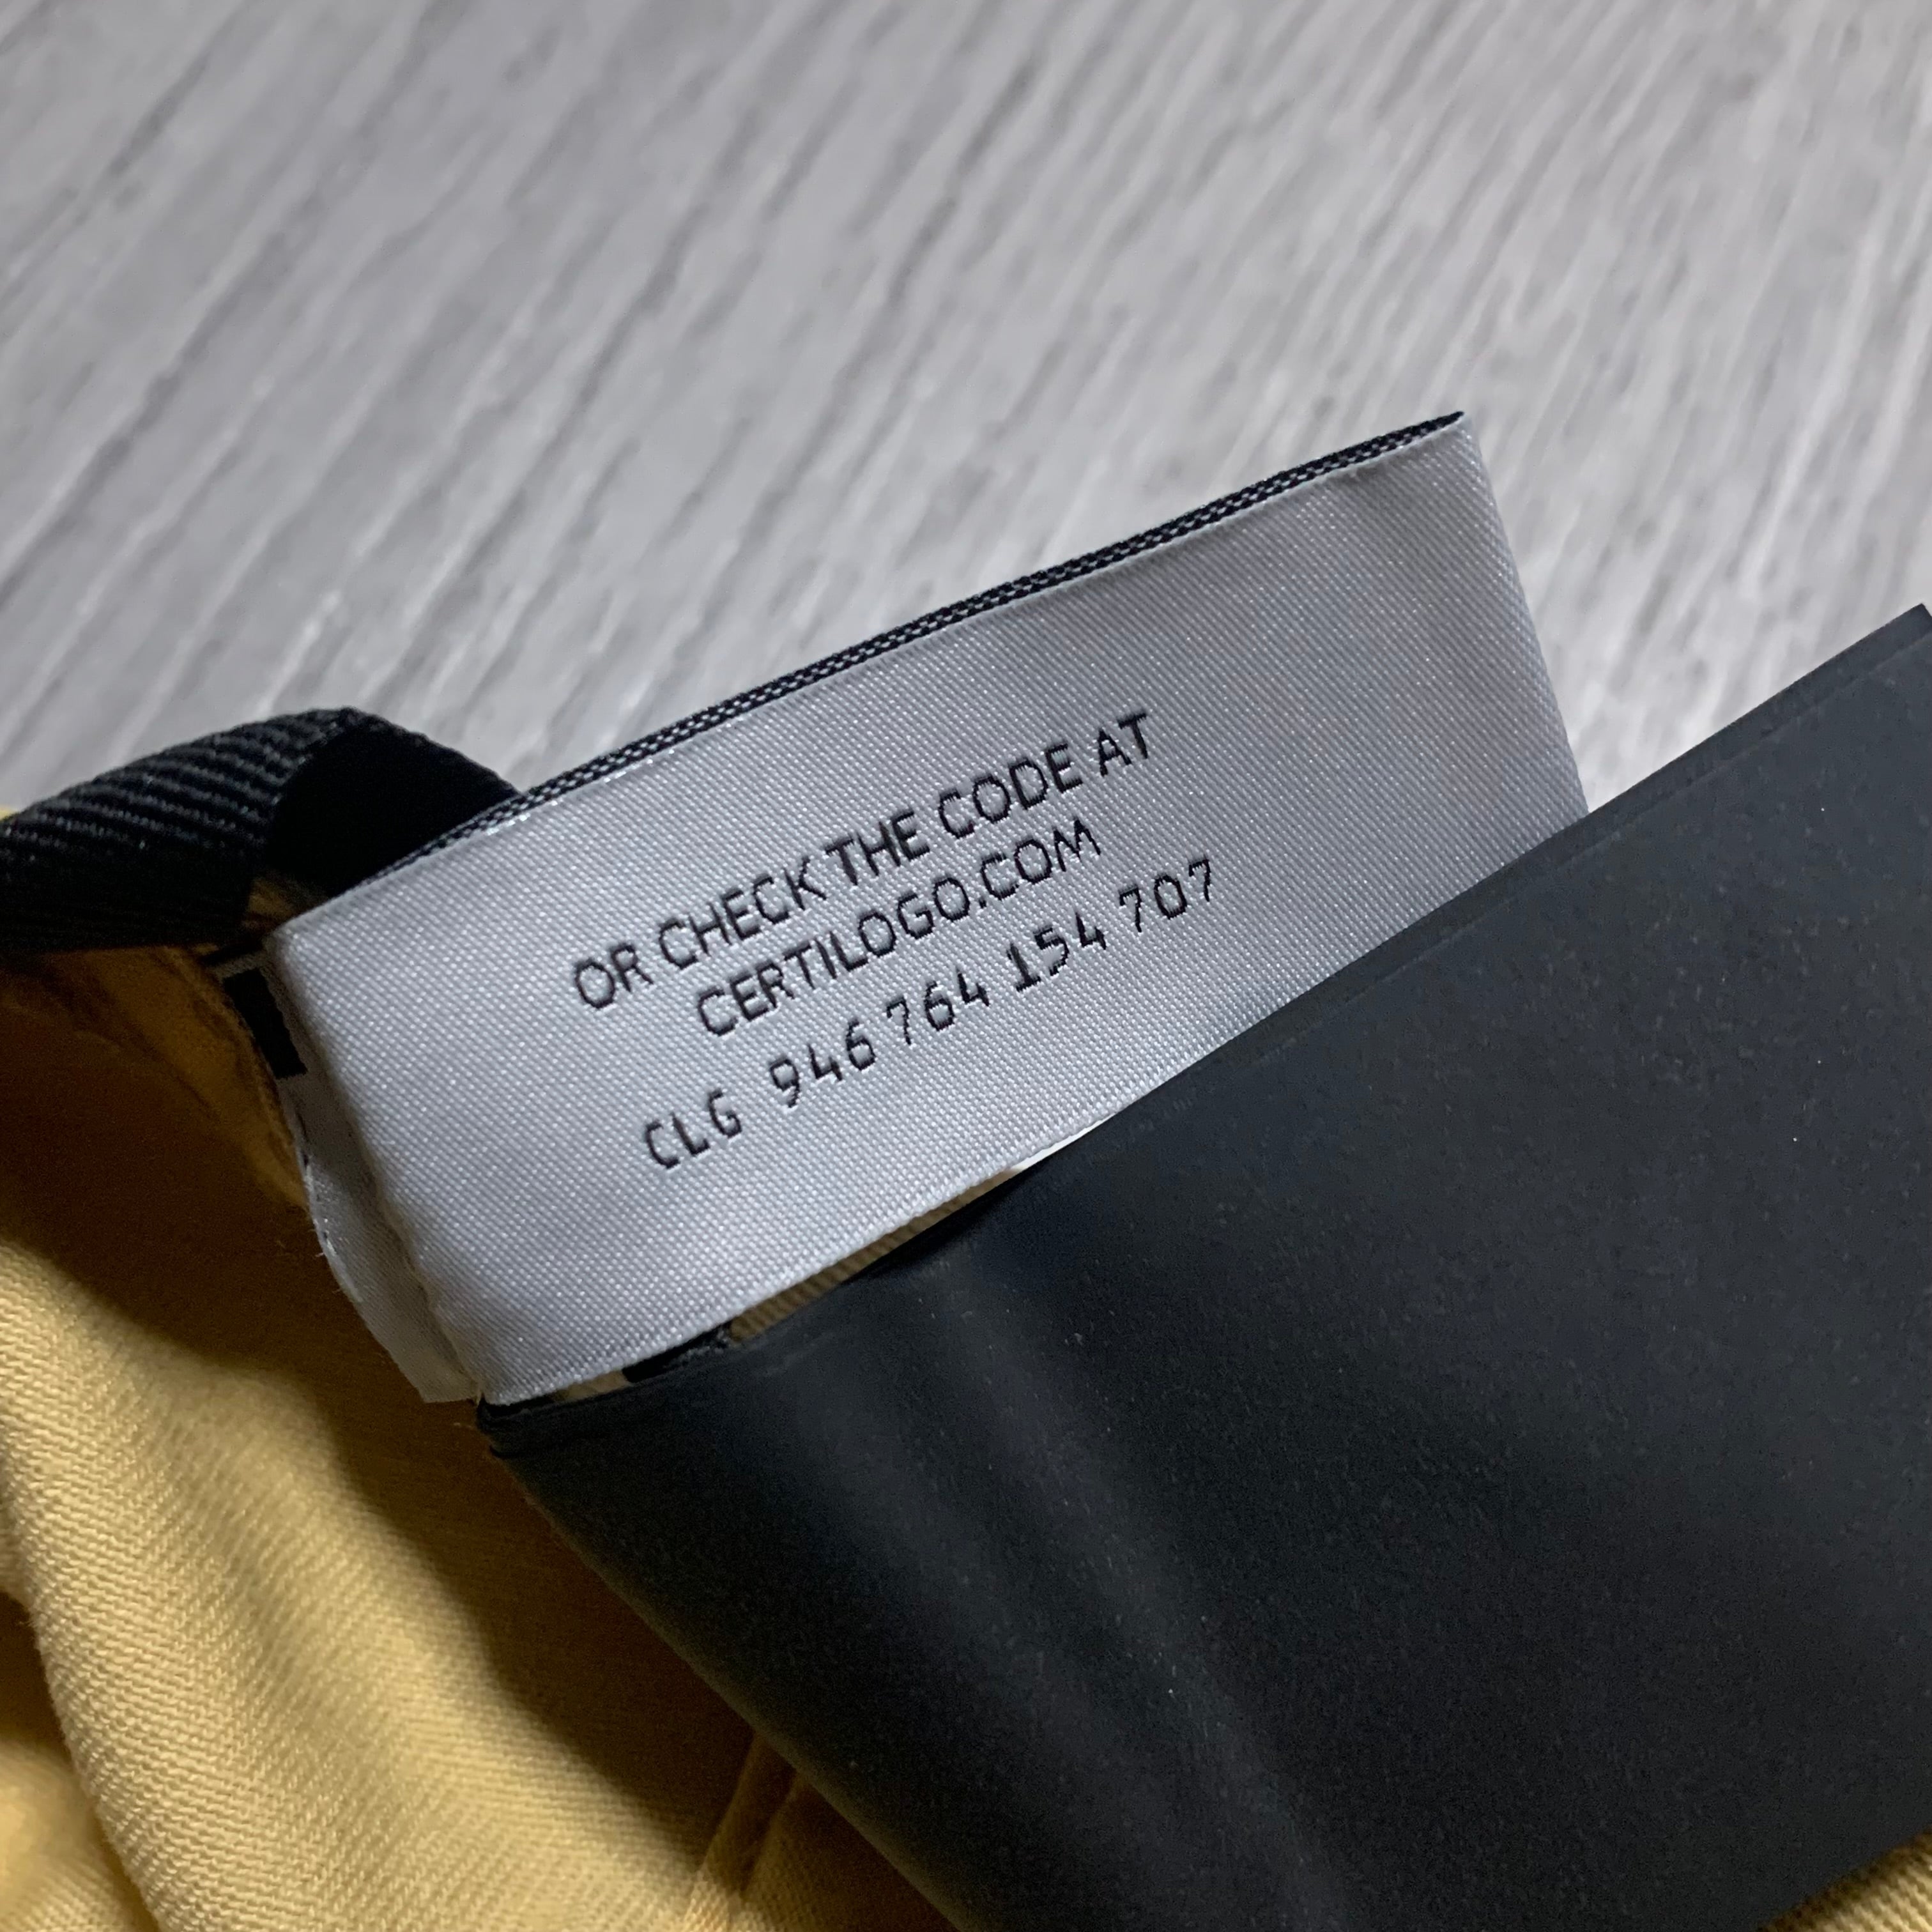 OR CHECK THE CODE AT
CERTILOGO.COM
CLG 946 764 154 707